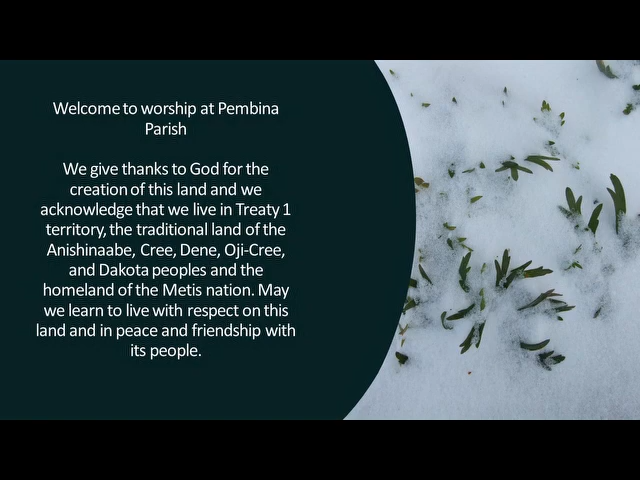 Welcome to worship at Pembina
Parish
We give thanks to God for the
creation of this land and we
acknowledge that we live in Treaty 1
territory, the traditional land of the
Anishinaabe, Cree, Dene, Oji-Cree,
and Dakota peoples and the
homeland of the Metis nation. May
we learn to live with respect on this
land and in peace and friendship with
its people.